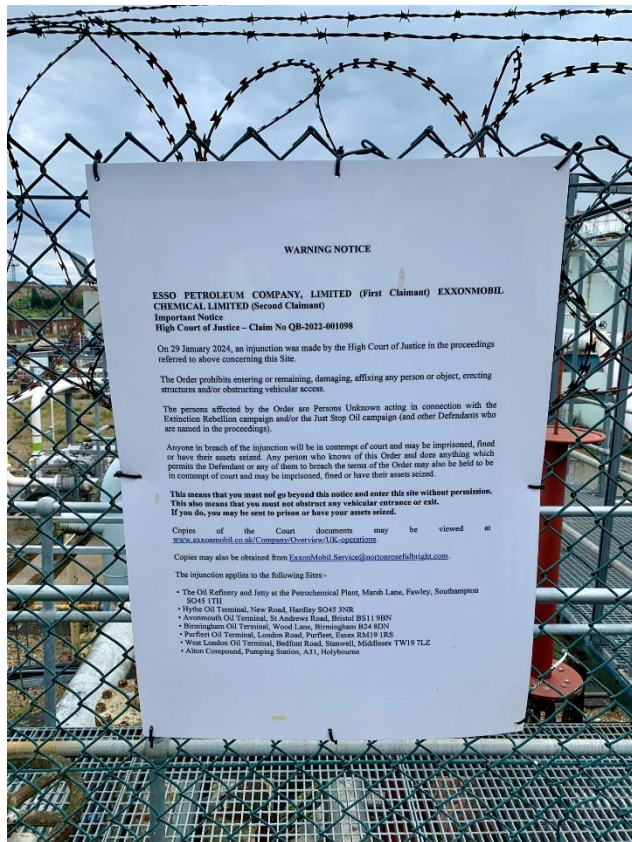 WARNING NOTICE
ESSO PETROLEUM COMPANY, LIMITED (First Claimant) EXXONMOBIL
CHEMICAL LIMITED (Second Claimant)
Important Notice
High Court of Justice – Claim No QB-2022-001098
On 29 January 2024, an injunction was made by the High Court of Justice in the proceedings
referred to above concerning this Site.
The Order prohibits entering or remaining, damaging, affixing any person or object, erecting
structures and/or obstructing vehicular access.
The persons affected by the Order are Persons Unknown acting in connection with the
Extinction Rebellion campaign and/or the Just Stop Oil campaign (and other Defendants who
are named in the proceedings).
Anyone in breach of the injunction will be in contempt of court and may be imprisoned, fined
or have their assets seized. Any person who knows of this Order and does anything which
permits the Defendant or any of them to breach the terms of the Order may also be held to be
in contempt of court and may be imprisoned, fined or have their assets seized.
This means that you must not go beyond this notice and enter this site without permission.
This also means that you must not obstruct any vehicular entrance or exit.
If you do, you may be sent to prison or have your assets seized.
Copies of the Court documents may be viewed at
www.exxonmobil.co.uk/Company/Overview/UK-operations.
Copies may also be obtained from ExxonMobil.Service@nortonrosefulbright.com.
The injunction applies to the following Sites:-
• The Oil Refinery and Jetty at the Petrochemical Plant, Marsh Lane, Fawley, Southampton
SO45 1TH
• Hythe Oil Terminal, New Road, Hardley SO45 3NR
• Avonmouth Oil Terminal, St Andrews Road, Bristol BS11 9BN
• Birmingham Oil Terminal, Wood Lane, Birmingham B24 8DN
• Purfleet Oil Terminal, London Road, Purfleet, Essex RM19 1RS
• West London Oil Terminal, Bedfont Road, Stanwell, Middlesex TW19 7LZ
• Alton Compound, Pumping Station, A31, Holybourne